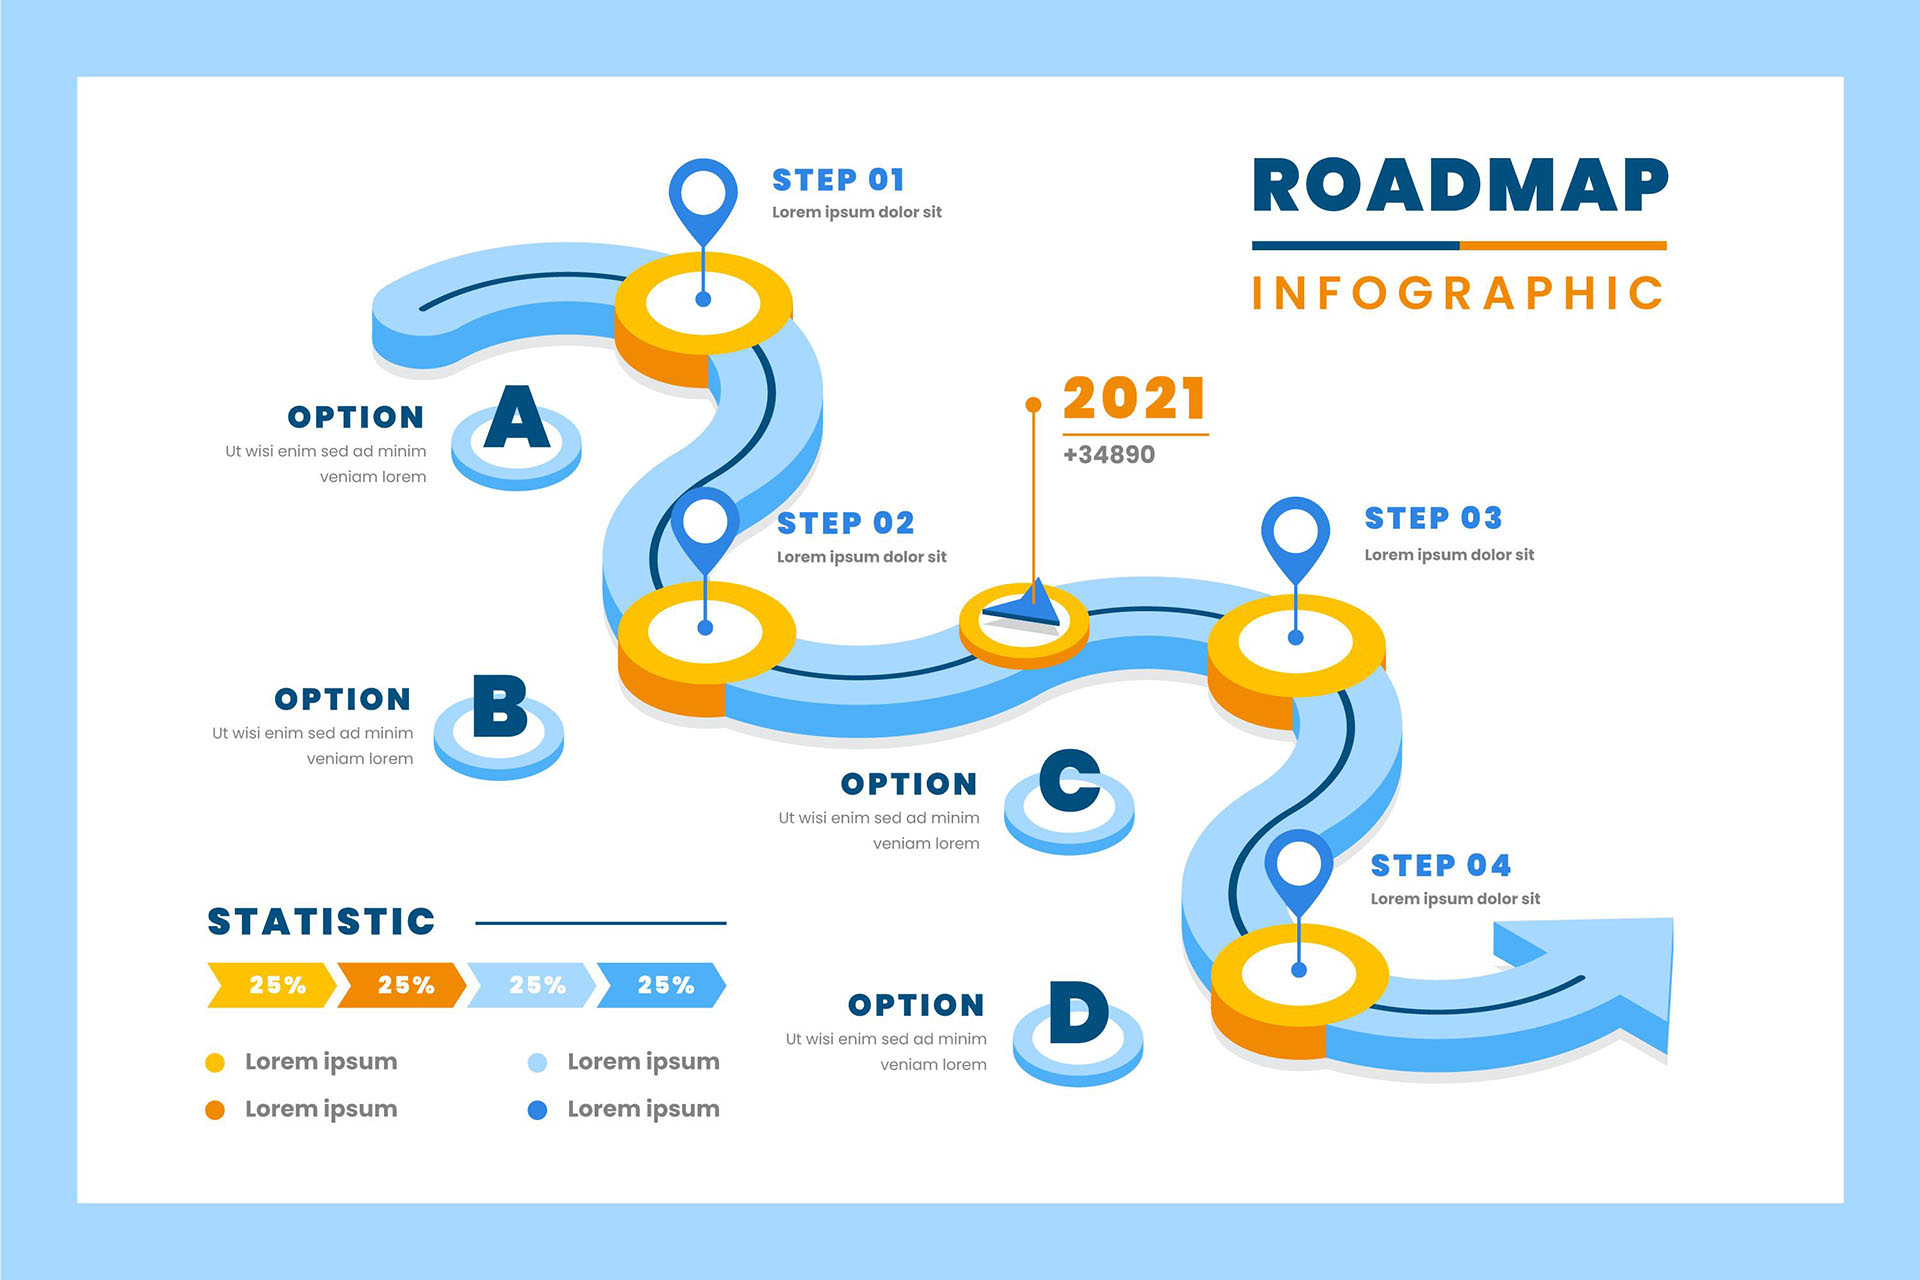 ROADMAP
INFOGRAPHIC
STEP 01
Lorem ipsum dolor sit
OPTION
A
Ut wisi enim sed ad minim
veniam lorem
2021
+34890
STEP 02
Lorem ipsum dolor sit
STEP 03
Lorem ipsum dolor sit
OPTION
B
Ut wisi enim sed ad minim
veniam lorem
OPTION
C
Ut wisi enim sed ad minim
veniam lorem
STEP 04
Lorem ipsum dolor sit
OPTION
D
Ut wisi enim sed ad minim
veniam lorem
STATISTIC
25% 25% 25% 25%
Lorem ipsum
Lorem ipsum
Lorem ipsum
Lorem ipsum